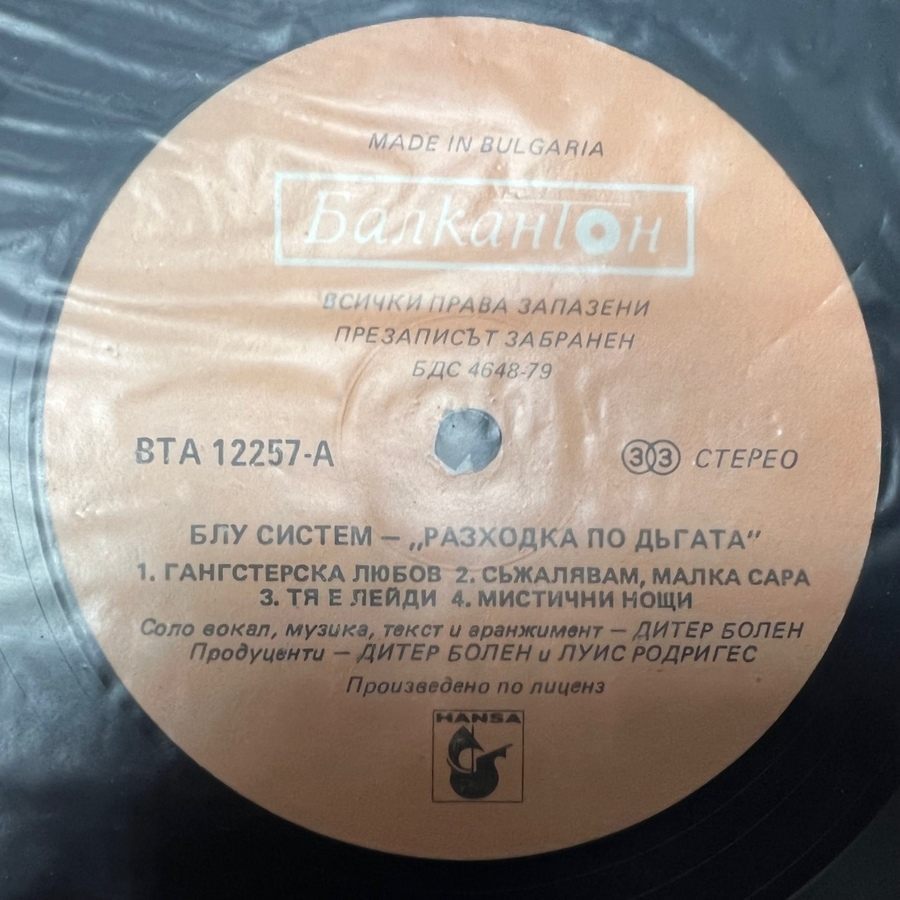 MADE IN BULGARIA
Балкантон
ВСИЧКИ ПРАВА ЗАПАЗЕНИ
ПРЕЗАПИСЪТ ЗАБРАНЕН
БДС 4648-79
ВТА 12257-А
33 СТЕРЕО
БЛУ СИСТЕМ – „РАЗХОДКА ПО ДЪГАТА“
1. ГАНГСТЕРСКА ЛЮБОВ 2. СЪЖАЛЯВАМ, МАЛКА САРА
3. ТЯ Е ЛЕЙДИ 4. МИСТИЧНИ НОЩИ
Соло вокал, музика, текст и аранжимент – ДИТЕР БОЛЕН
Продуценти – ДИТЕР БОЛЕН и ЛУИС РОДРИГЕС
Произведено по лиценз
HANSA